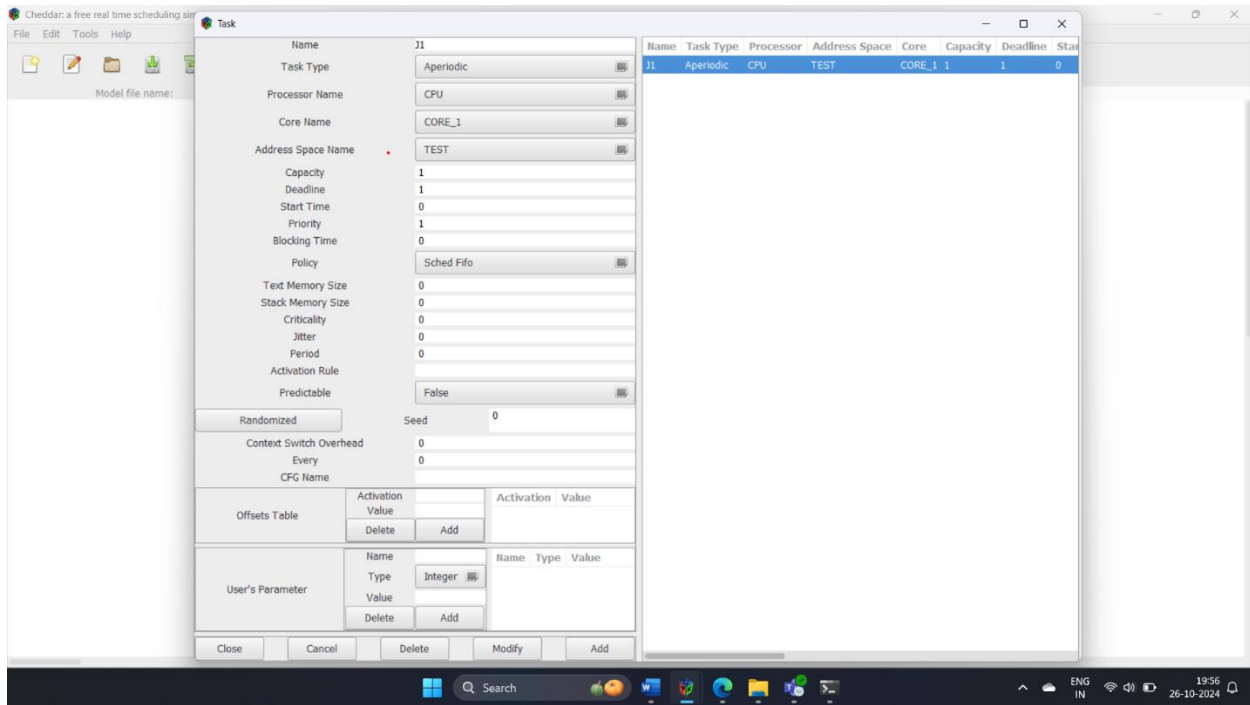 Cheddar: a free real time scheduling sim
File Edit Tools Help
Model file name:
Task
Name J1
Task Type Aperiodic
Processor Name CPU
Core Name CORE_1
Address Space Name TEST
Capacity 1
Deadline 1
Start Time 0
Priority 1
Blocking Time 0
Policy Sched Fifo
Text Memory Size 0
Stack Memory Size 0
Criticality 0
Jitter 0
Period 0
Activation Rule
Predictable False
Randomized Seed 0
Context Switch Overhead 0
Every 0
CFG Name
Offsets Table
Activation
Value
Delete Add
Activation Value
User's Parameter
Name
Type Integer
Value
Delete Add
Name Type Value
Close Cancel Delete Modify Add
Name Task Type Processor Address Space Core Capacity Deadline Star
J1 Aperiodic CPU TEST CORE_1 1 1 0
Search
ENG
IN
19:56
26-10-2024